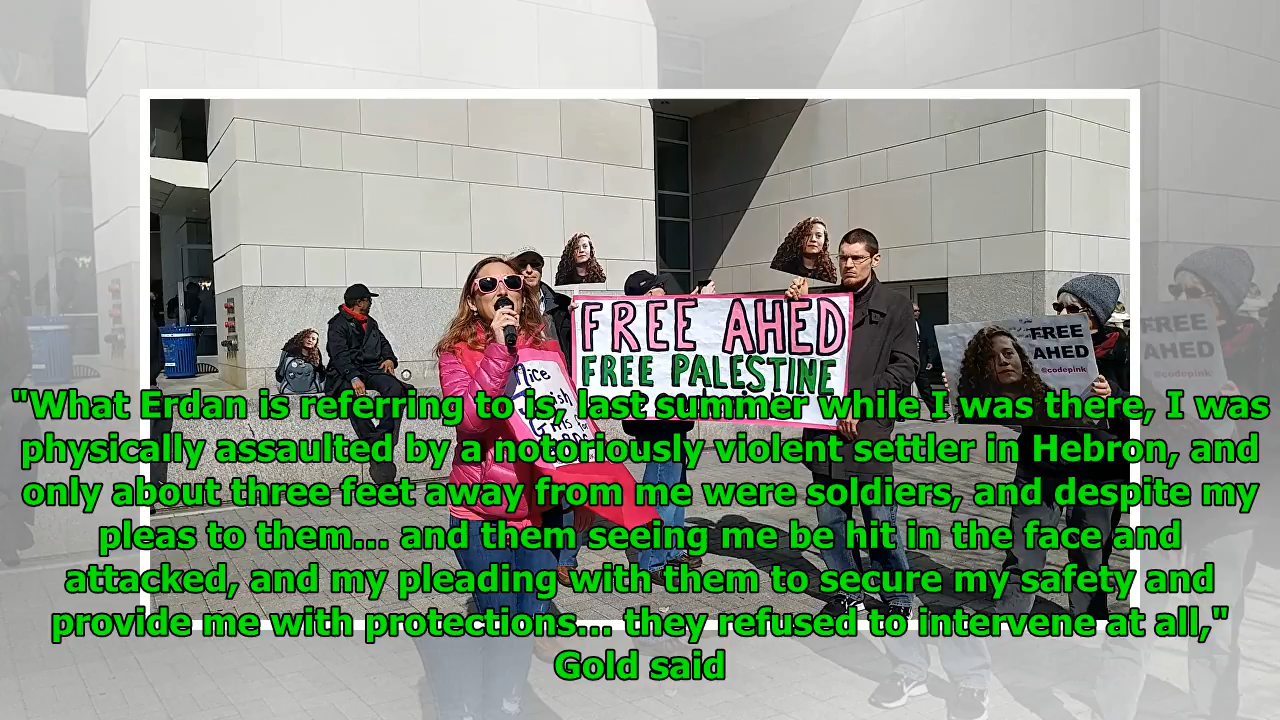 FREE AHED
FREE PALESTINE
Nice
FREE
AHED
@codepink
FREE
AHED
@codepink
"What Erdan is referring to is, last summer while I was there, I was
physically assaulted by a notoriously violent settler in Hebron, and
only about three feet away from me were soldiers, and despite my
pleas to them... and them seeing me be hit in the face and
attacked, and my pleading with them to secure my safety and
provide me with protections... they refused to intervene at all,"
Gold said